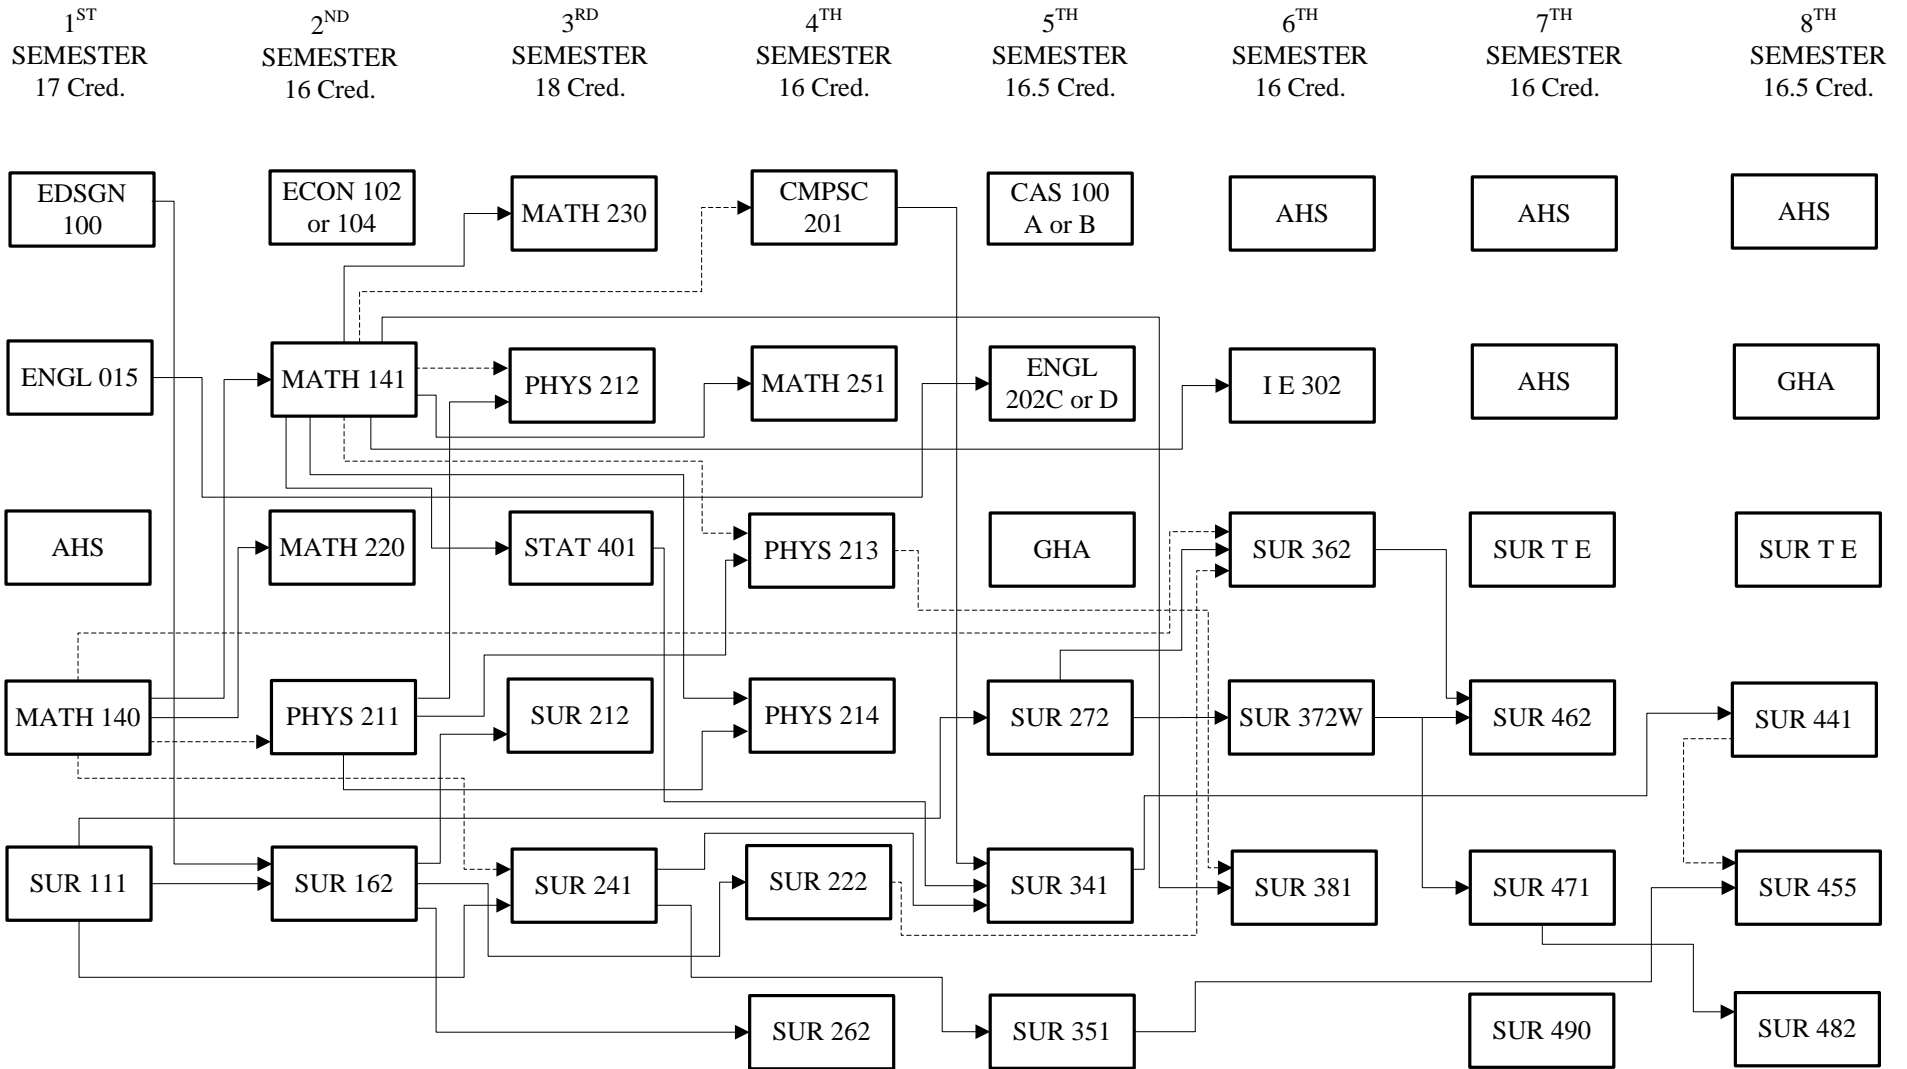 1ST
SEMESTER
17 Cred.
2ND
SEMESTER
16 Cred.
3RD
SEMESTER
18 Cred.
4TH
SEMESTER
16 Cred.
5TH
SEMESTER
16.5 Cred.
6TH
SEMESTER
16 Cred.
7TH
SEMESTER
16 Cred.
8TH
SEMESTER
16.5 Cred.
EDSGN
100
ECON 102
or 104
MATH 230
CMPSC
201
CAS 100
A or B
AHS
AHS
AHS
ENGL 015
MATH 141
PHYS 212
MATH 251
ENGL
202C or D
I E 302
AHS
GHA
AHS
MATH 220
STAT 401
PHYS 213
GHA
SUR 362
SUR T E
SUR T E
MATH 140
PHYS 211
SUR 212
PHYS 214
SUR 272
SUR 372W
SUR 462
SUR 441
SUR 111
SUR 162
SUR 241
SUR 222
SUR 341
SUR 381
SUR 471
SUR 455
SUR 262
SUR 351
SUR 490
SUR 482